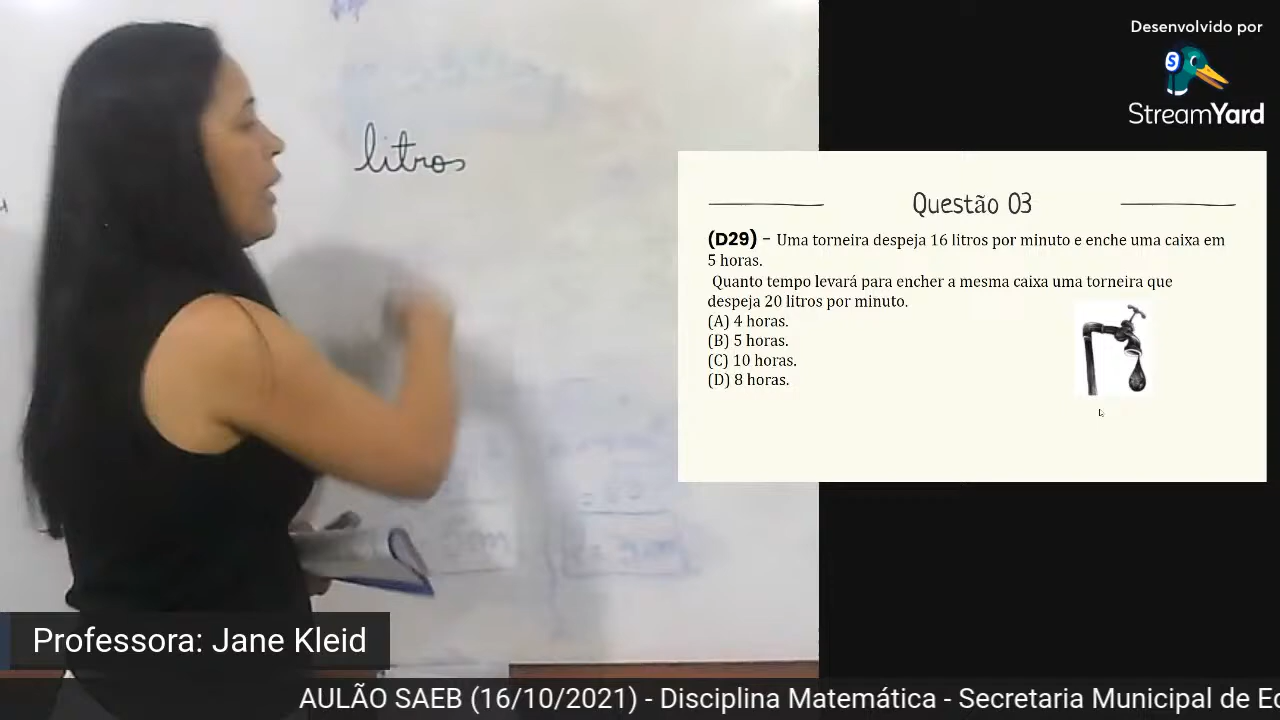 litros
Desenvolvido por
S
StreamYard
Questão 03
(D29) – Uma torneira despeja 16 litros por minuto e enche uma caixa em
5 horas.
Quanto tempo levará para encher a mesma caixa uma torneira que
despeja 20 litros por minuto.
(A) 4 horas.
(B) 5 horas.
(C) 10 horas.
(D) 8 horas.
Professora: Jane Kleid
AULÃO SAEB (16/10/2021) - Disciplina Matemática - Secretaria Municipal de Ed